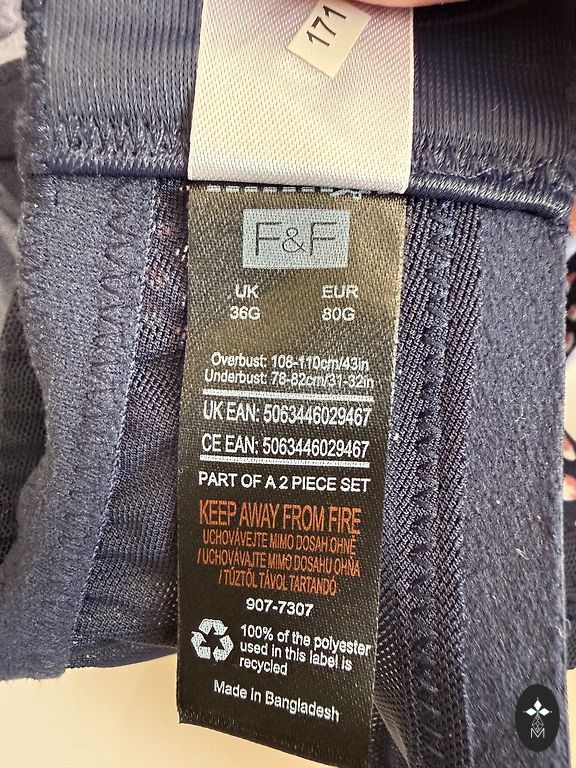 171
F&F
UK EUR
36G 80G
Overbust: 108-110cm/43in
Underbust: 78-82cm/31-32in
UK EAN: 5063446029467
CE EAN: 5063446029467
PART OF A 2 PIECE SET
KEEP AWAY FROM FIRE
UCHOVÁVEJTE MIMO DOSAH OHNĚ
/ UCHOVÁVAJTE MIMO DOSAHU OHŇA
/ TŰZTŐL TÁVOL TARTANDÓ
907-7307
100% of the polyester
used in this label is
recycled
Made in Bangladesh
M